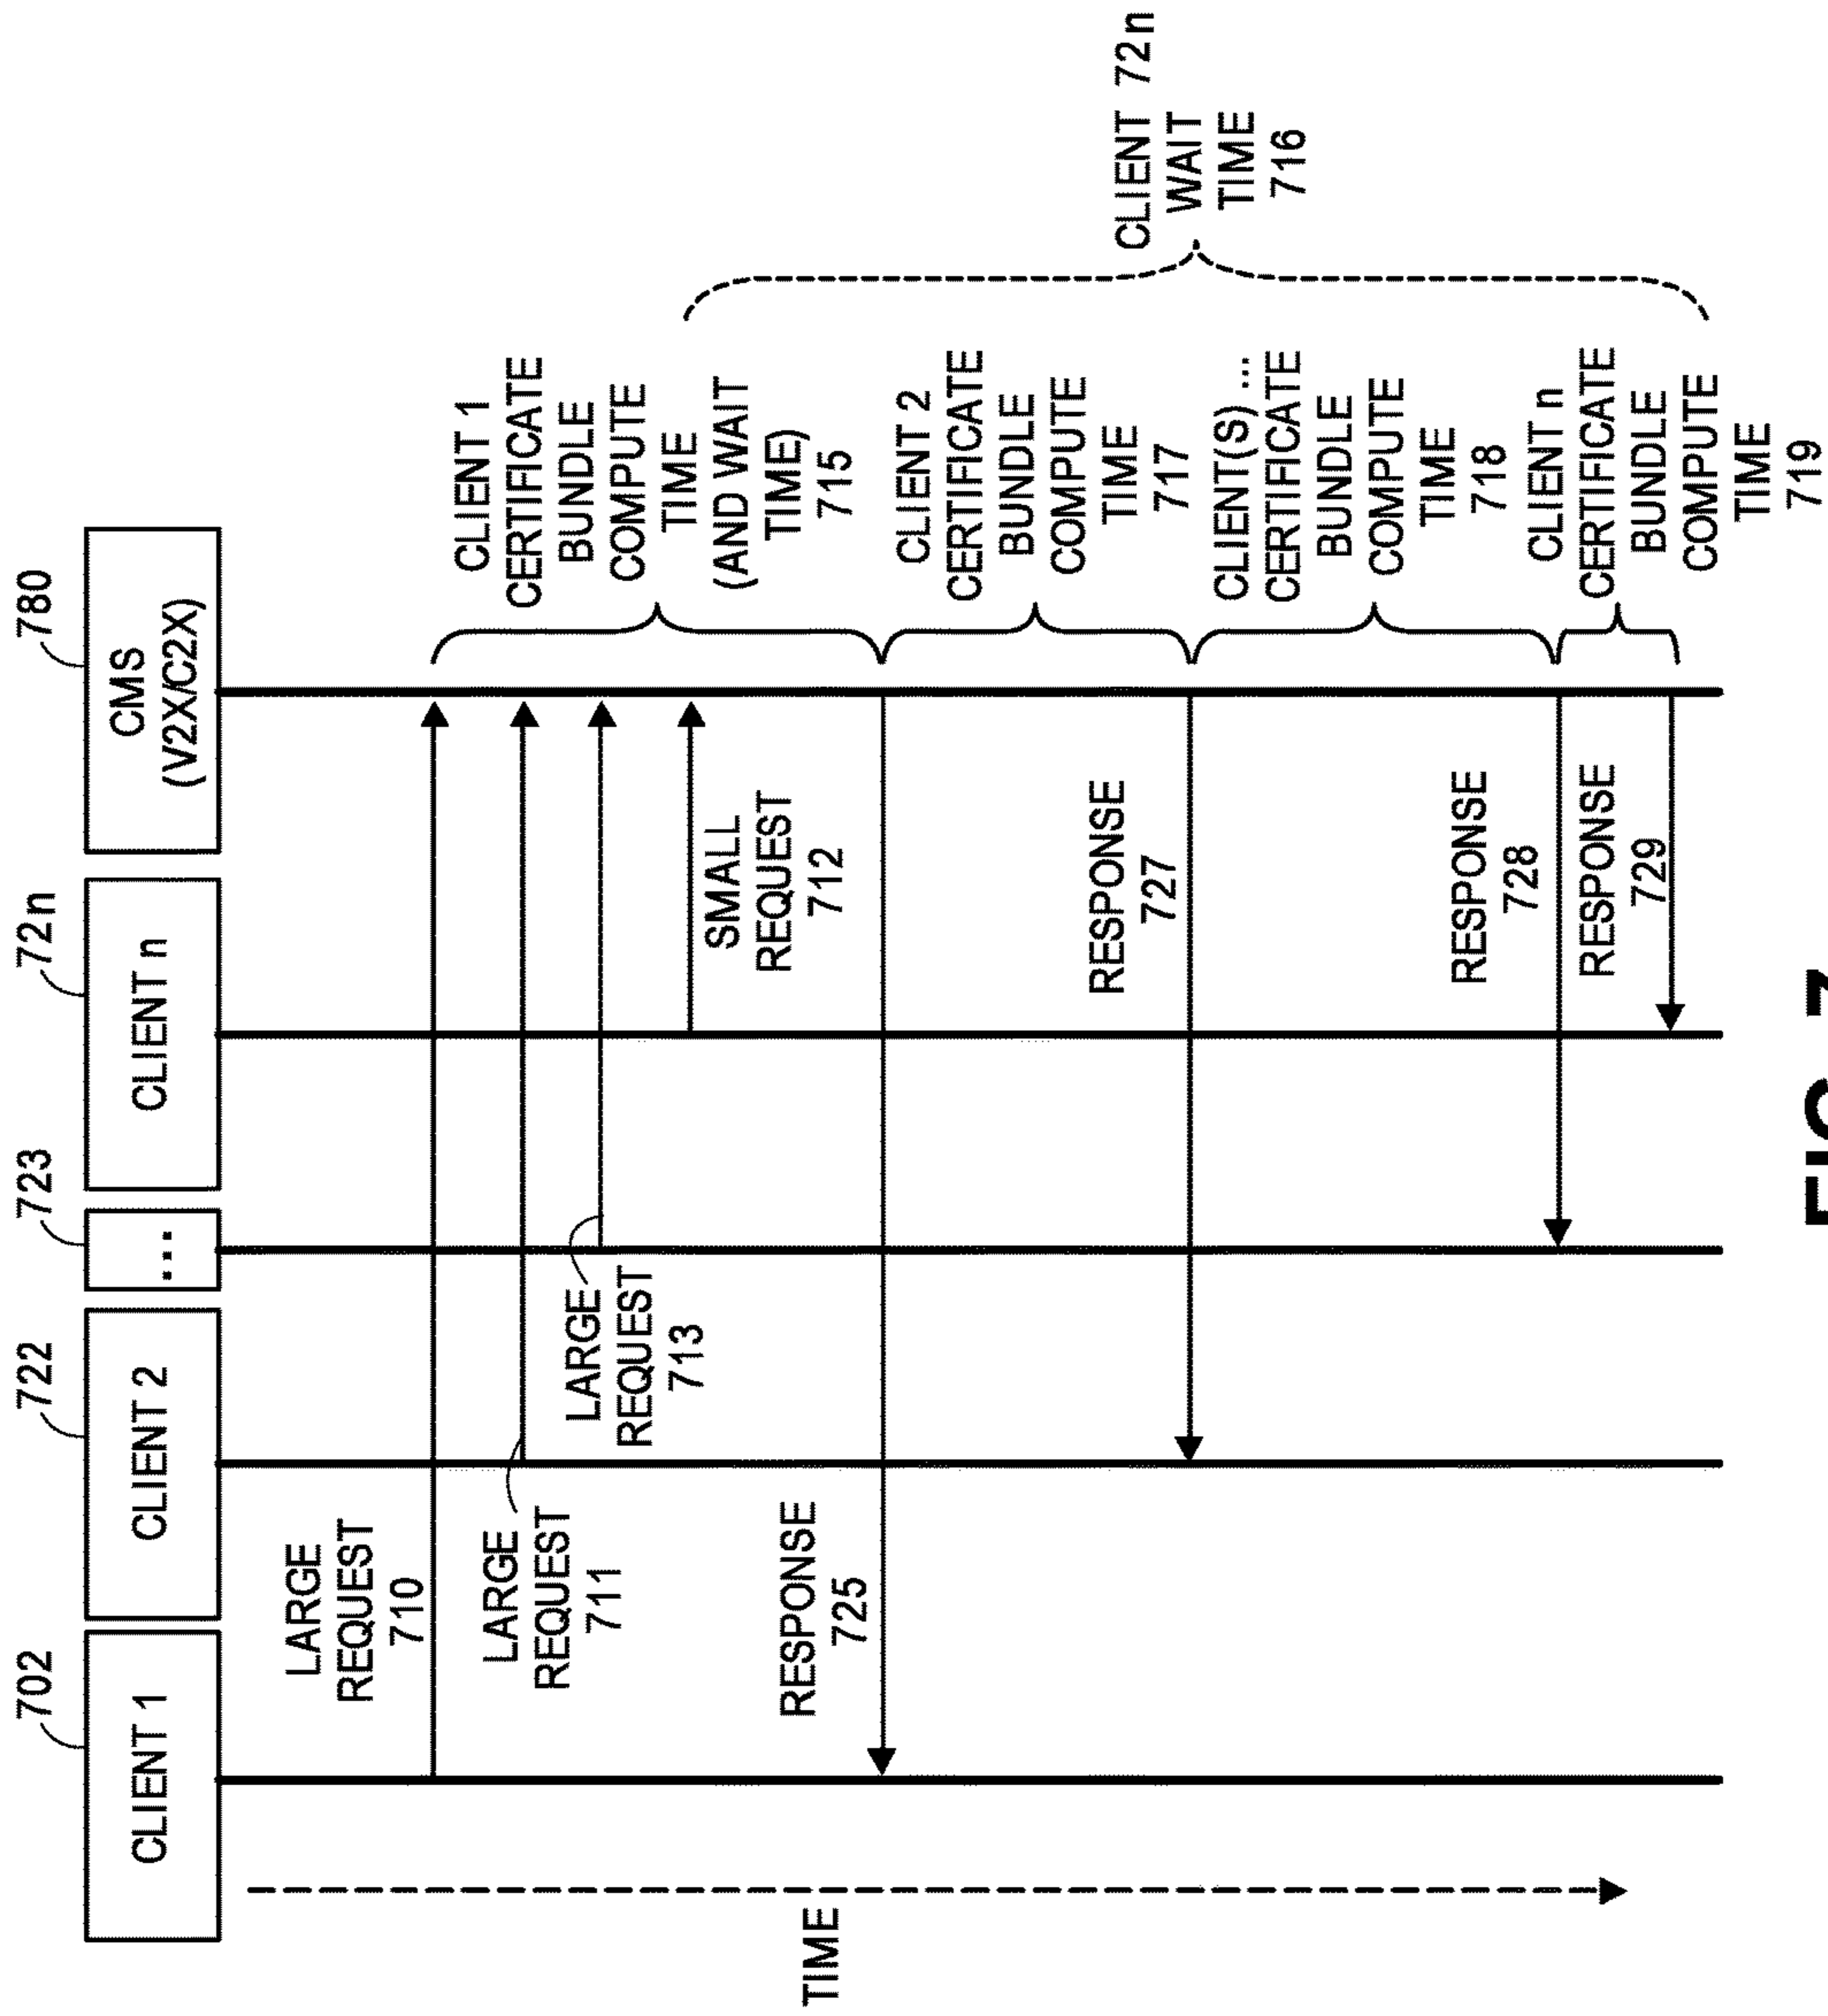 702
722
723
72n
780
CLIENT 1
CLIENT 2
...
CLIENT n
CMS
(V2X/C2X)
TIME
LARGE
REQUEST
710
LARGE
REQUEST
711
LARGE
REQUEST
713
SMALL
REQUEST
712
RESPONSE
725
RESPONSE
727
RESPONSE
728
RESPONSE
729
CLIENT 1
CERTIFICATE
BUNDLE
COMPUTE
TIME
(AND WAIT
TIME)
715
CLIENT 2
CERTIFICATE
BUNDLE
COMPUTE
TIME
717
CLIENT(S) ...
CERTIFICATE
BUNDLE
COMPUTE
TIME
718
CLIENT n
CERTIFICATE
BUNDLE
COMPUTE
TIME
719
CLIENT 72n
WAIT
TIME
716